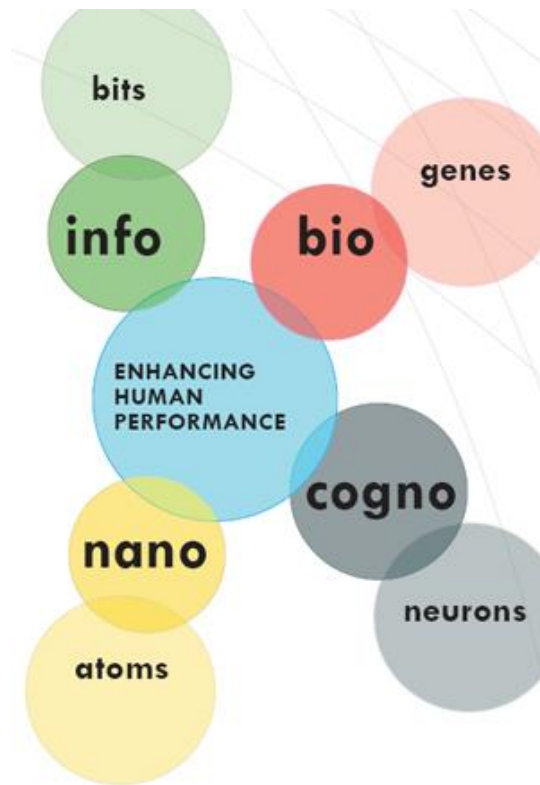 bits
genes
info
bio
ENHANCING
HUMAN
PERFORMANCE
cogno
nano
neurons
atoms